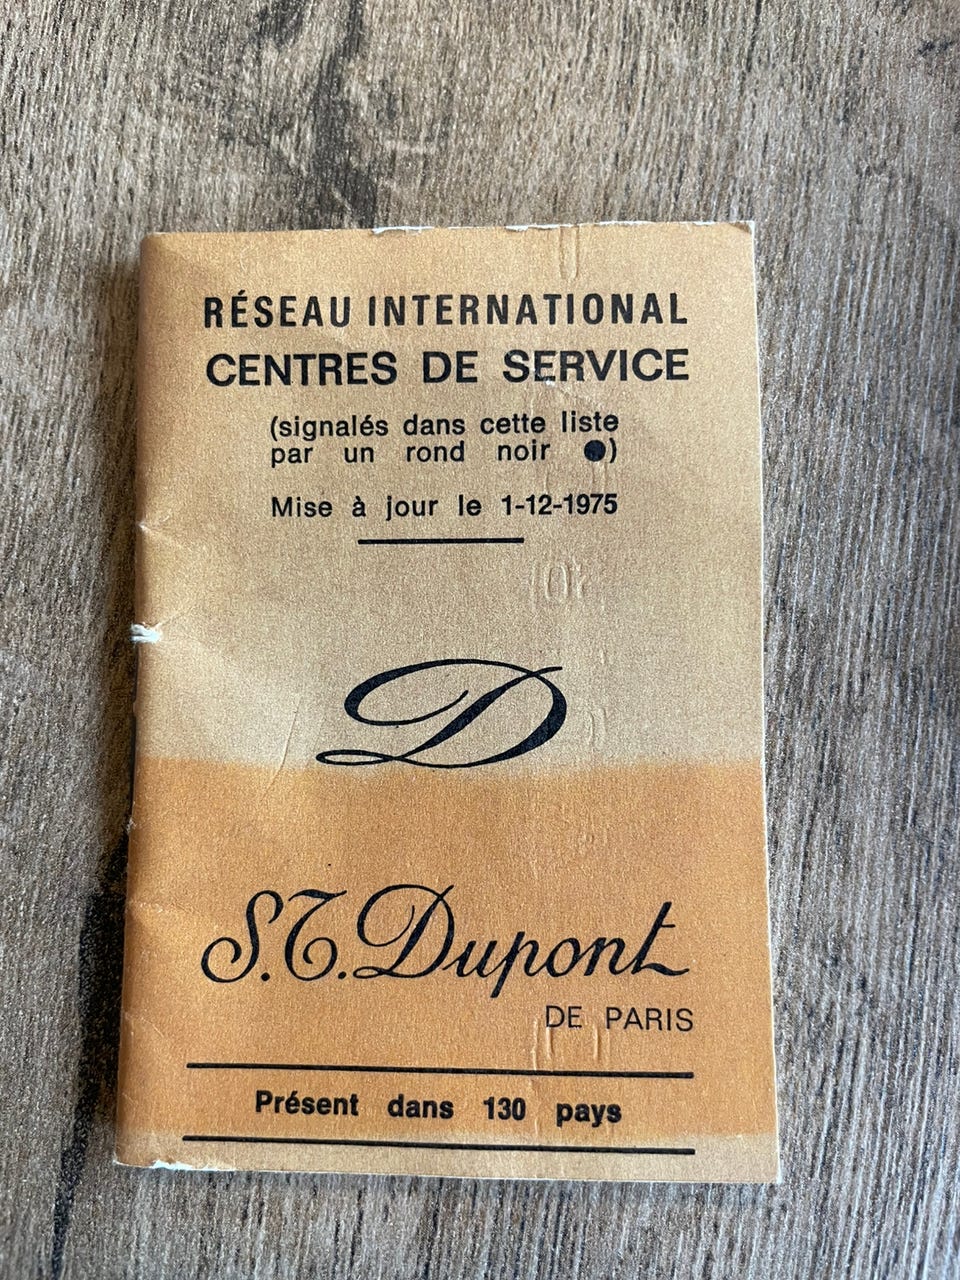 RÉSEAU INTERNATIONAL
CENTRES DE SERVICE
(signalés dans cette liste
par un rond noir ●)
Mise à jour le 1-12-1975
D
S.T. Dupont
DE PARIS
Présent dans 130 pays